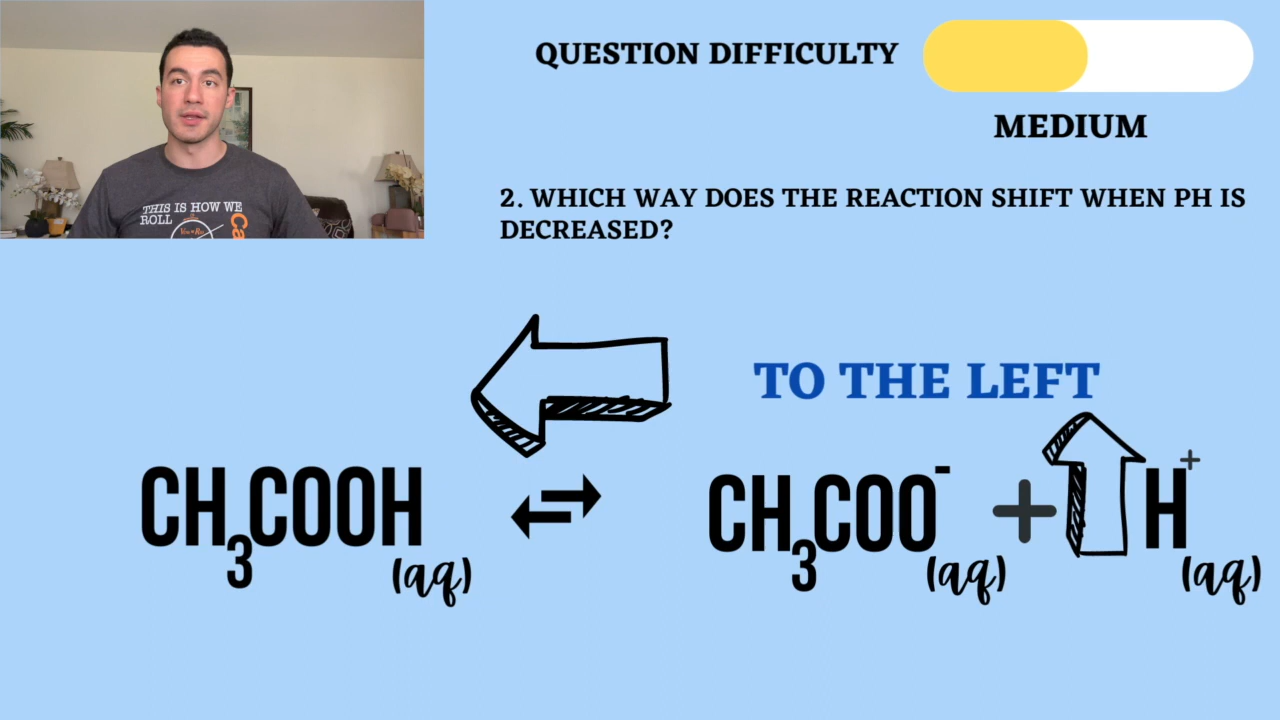 QUESTION DIFFICULTY
MEDIUM
2. WHICH WAY DOES THE REACTION SHIFT WHEN PH IS
DECREASED?
THIS IS HOW WE
ROLL
TO THE LEFT
CH3COOH(aq) ⇄ CH3COO-(aq) + H+(aq)